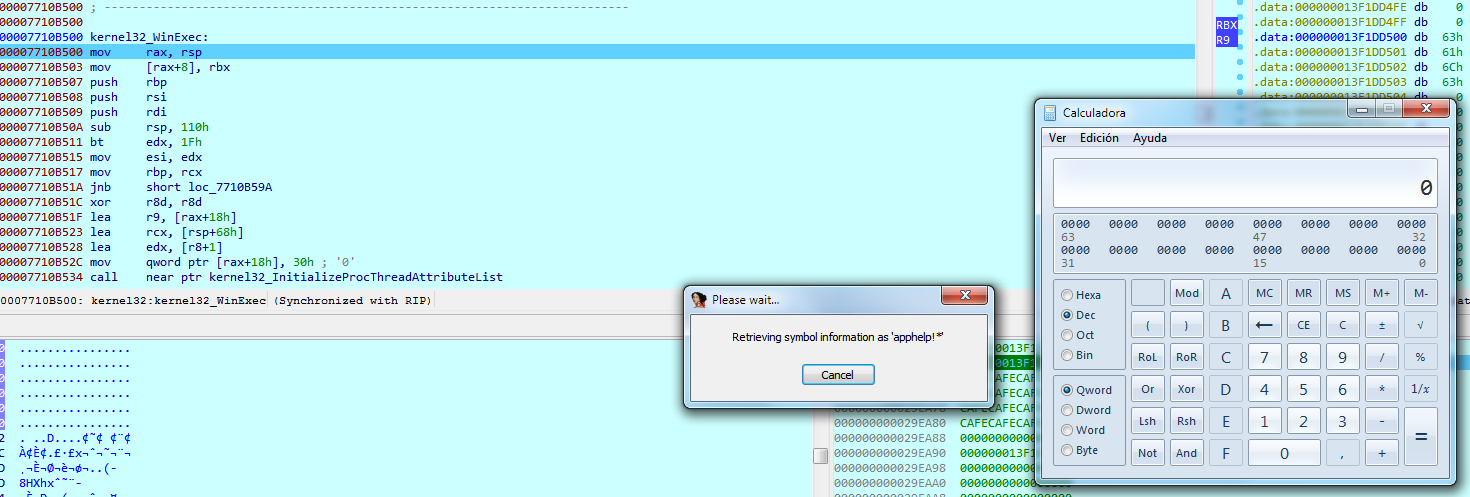 00007710B500 ; ---------------------------------------------------------------------------
00007710B500
00007710B500 kernel32_WinExec:
00007710B500 mov rax, rsp
00007710B503 mov [rax+8], rbx
00007710B507 push rbp
00007710B508 push rsi
00007710B509 push rdi
00007710B50A sub rsp, 110h
00007710B511 bt edx, 1Fh
00007710B515 mov esi, edx
00007710B517 mov rbp, rcx
00007710B51A jnb short loc_7710B59A
00007710B51C xor r8d, r8d
00007710B51F lea r9, [rax+18h]
00007710B523 lea rcx, [rsp+68h]
00007710B528 lea edx, [r8+1]
00007710B52C mov qword ptr [rax+18h], 30h ; '0'
00007710B534 call near ptr kernel32_InitializeProcThreadAttributeList
0007710B500: kernel32:kernel32_WinExec (Synchronized with RIP)
RBX
R9
.data:000000013F1DD4FE db 0
.data:000000013F1DD4FF db 0
.data:000000013F1DD500 db 63h
.data:000000013F1DD501 db 61h
.data:000000013F1DD502 db 6Ch
.data:000000013F1DD503 db 63h
Calculadora
Ver Edición Ayuda
0
0000 0000 0000 0000 0000 0000 0000 0000
63 47 32
0000 0000 0000 0000 0000 0000 0000 0000
31 15 0
Hexa
Dec
Oct
Bin
Qword
Dword
Word
Byte
Mod A MC MR MS M+ M-
( ) B ← CE C ± √
RoL RoR C 7 8 9 / %
Or Xor D 4 5 6 * 1/x
Lsh Rsh E 1 2 3 - =
Not And F 0 , +
Please wait...
Retrieving symbol information as 'apphelp!*'
Cancel
................
................
................
................
................
................
000000000029EA80 CAFECAFECAF
000000000029EA88 00000000000
000000000029EA90 000000013F1
000000000029EA98 0000000000000000
000000000029EAA0 0000000000000000